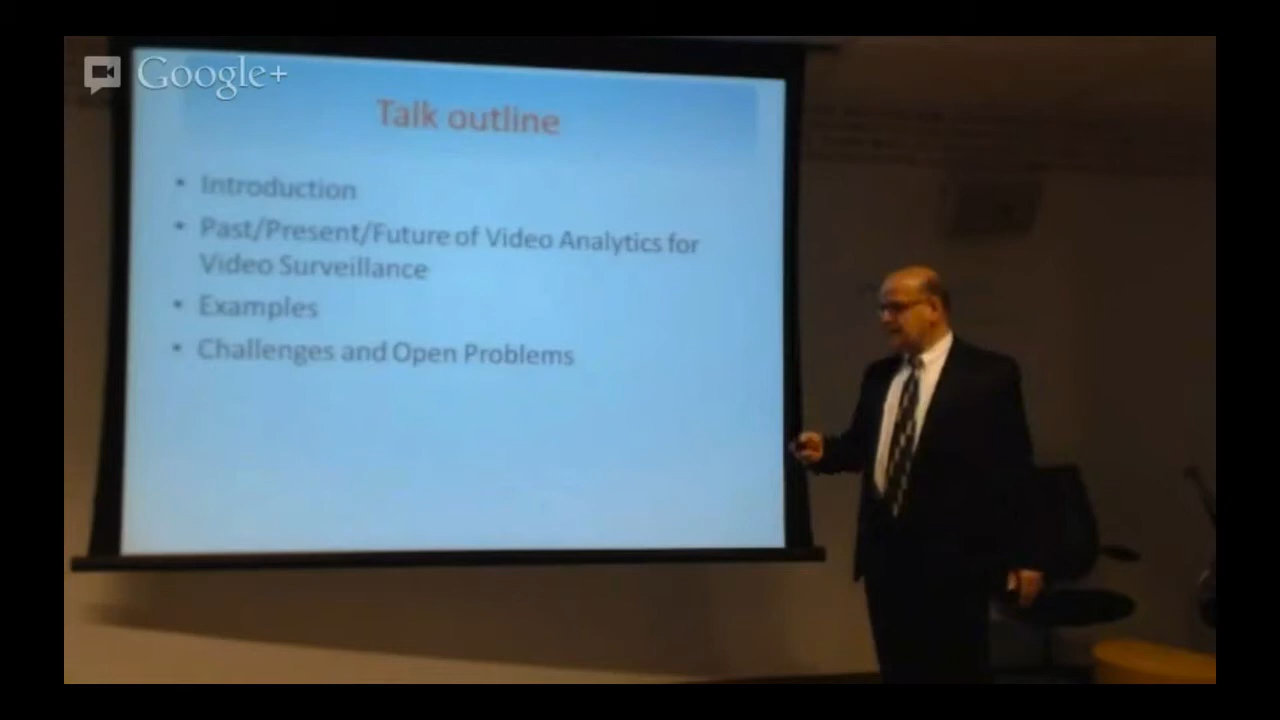 Google+
Talk outline
• Introduction
• Past/Present/Future of Video Analytics for
Video Surveillance
• Examples
• Challenges and Open Problems